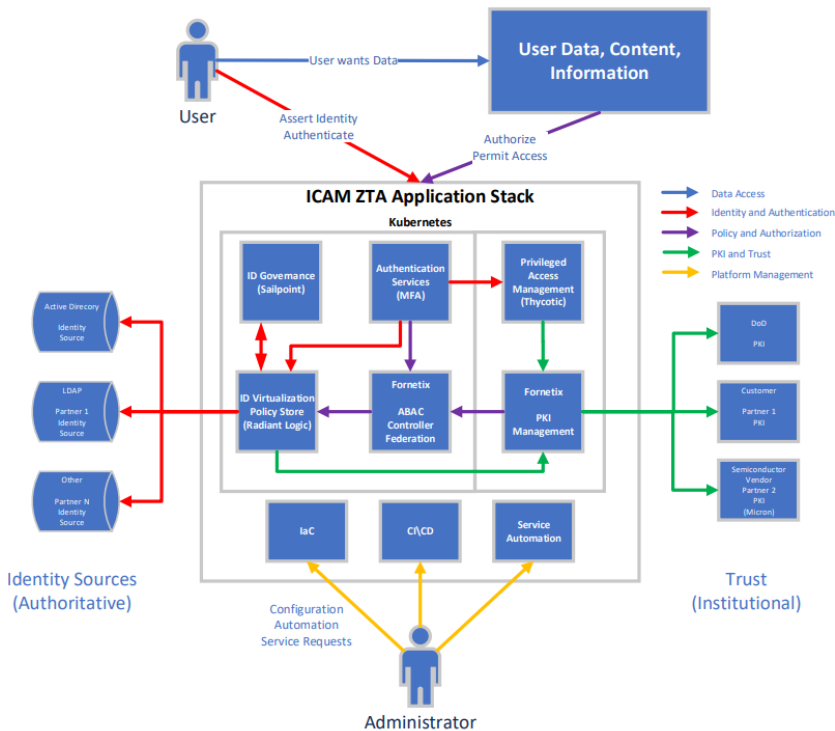 User wants Data
User Data, Content,
Information
User
Assert Identity
Authenticate
Authorize
Permit Access
ICAM ZTA Application Stack
Kubernetes
Data Access
Identity and Authentication
Policy and Authorization
PKI and Trust
Platform Management
ID Governance
(Sailpoint)
Authentication
Services
(MFA)
Privileged
Access
Management
(Thycotic)
Active Direcory
Identity
Source
LDAP
Partner 1
Identity
Source
Other
Partner N
Identity
Source
ID Virtualization
Policy Store
(Radiant Logic)
Fornetix
ABAC
Controller
Federation
Fornetix
PKI
Management
DoD
PKI
Customer
Partner 1
PKI
Semiconductor
Vendor
Partner 2
PKI
(Micron)
IaC
CI\CD
Service
Automation
Identity Sources
(Authoritative)
Trust
(Institutional)
Configuration
Automation
Service Requests
Administrator